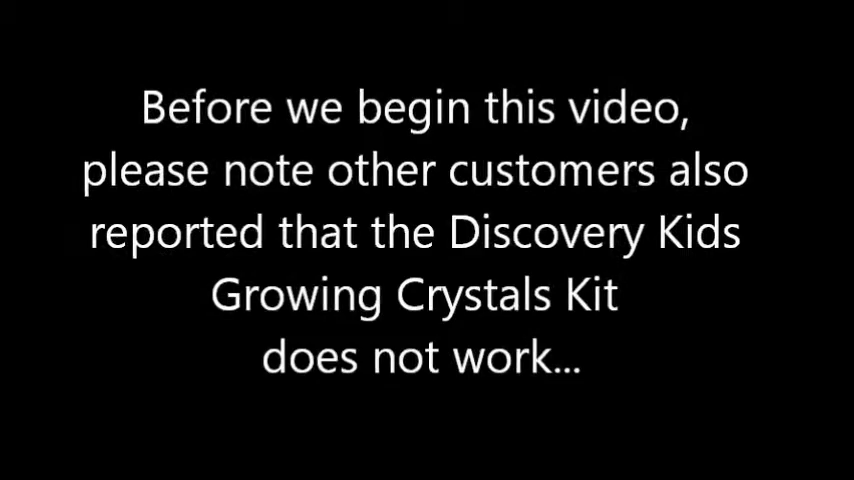 Before we begin this video,
please note other customers also
reported that the Discovery Kids
Growing Crystals Kit
does not work...